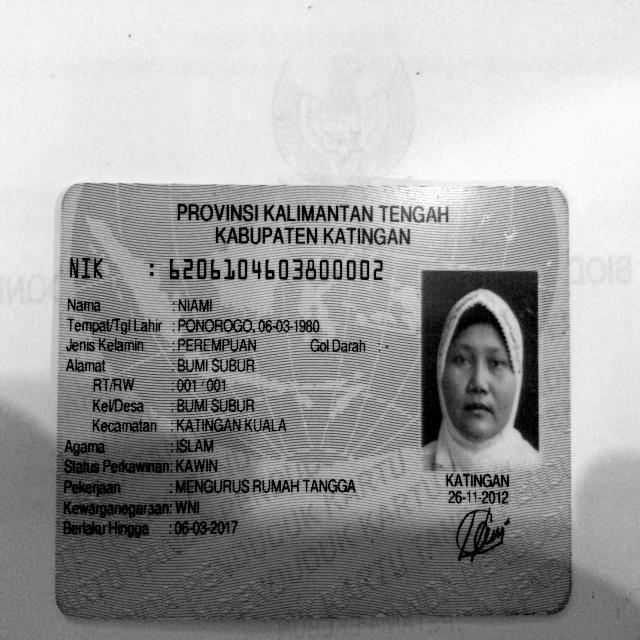 PROVINSI KALIMANTAN TENGAH
KABUPATEN KATINGAN
NIK : 6206104603800002
Nama : NIAMI
Tempat/Tgl Lahir : PONOROGO, 06-03-1980
Jenis Kelamin : PEREMPUAN Gol Darah : -
Alamat : BUMI SUBUR
RT/RW : 001 / 001
Kel/Desa : BUMI SUBUR
Kecamatan : KATINGAN KUALA
Agama : ISLAM
Status Perkawinan: KAWIN
Pekerjaan : MENGURUS RUMAH TANGGA
Kewarganegaraan: WNI
Berlaku Hingga : 06-03-2017
KATINGAN
26-11-2012